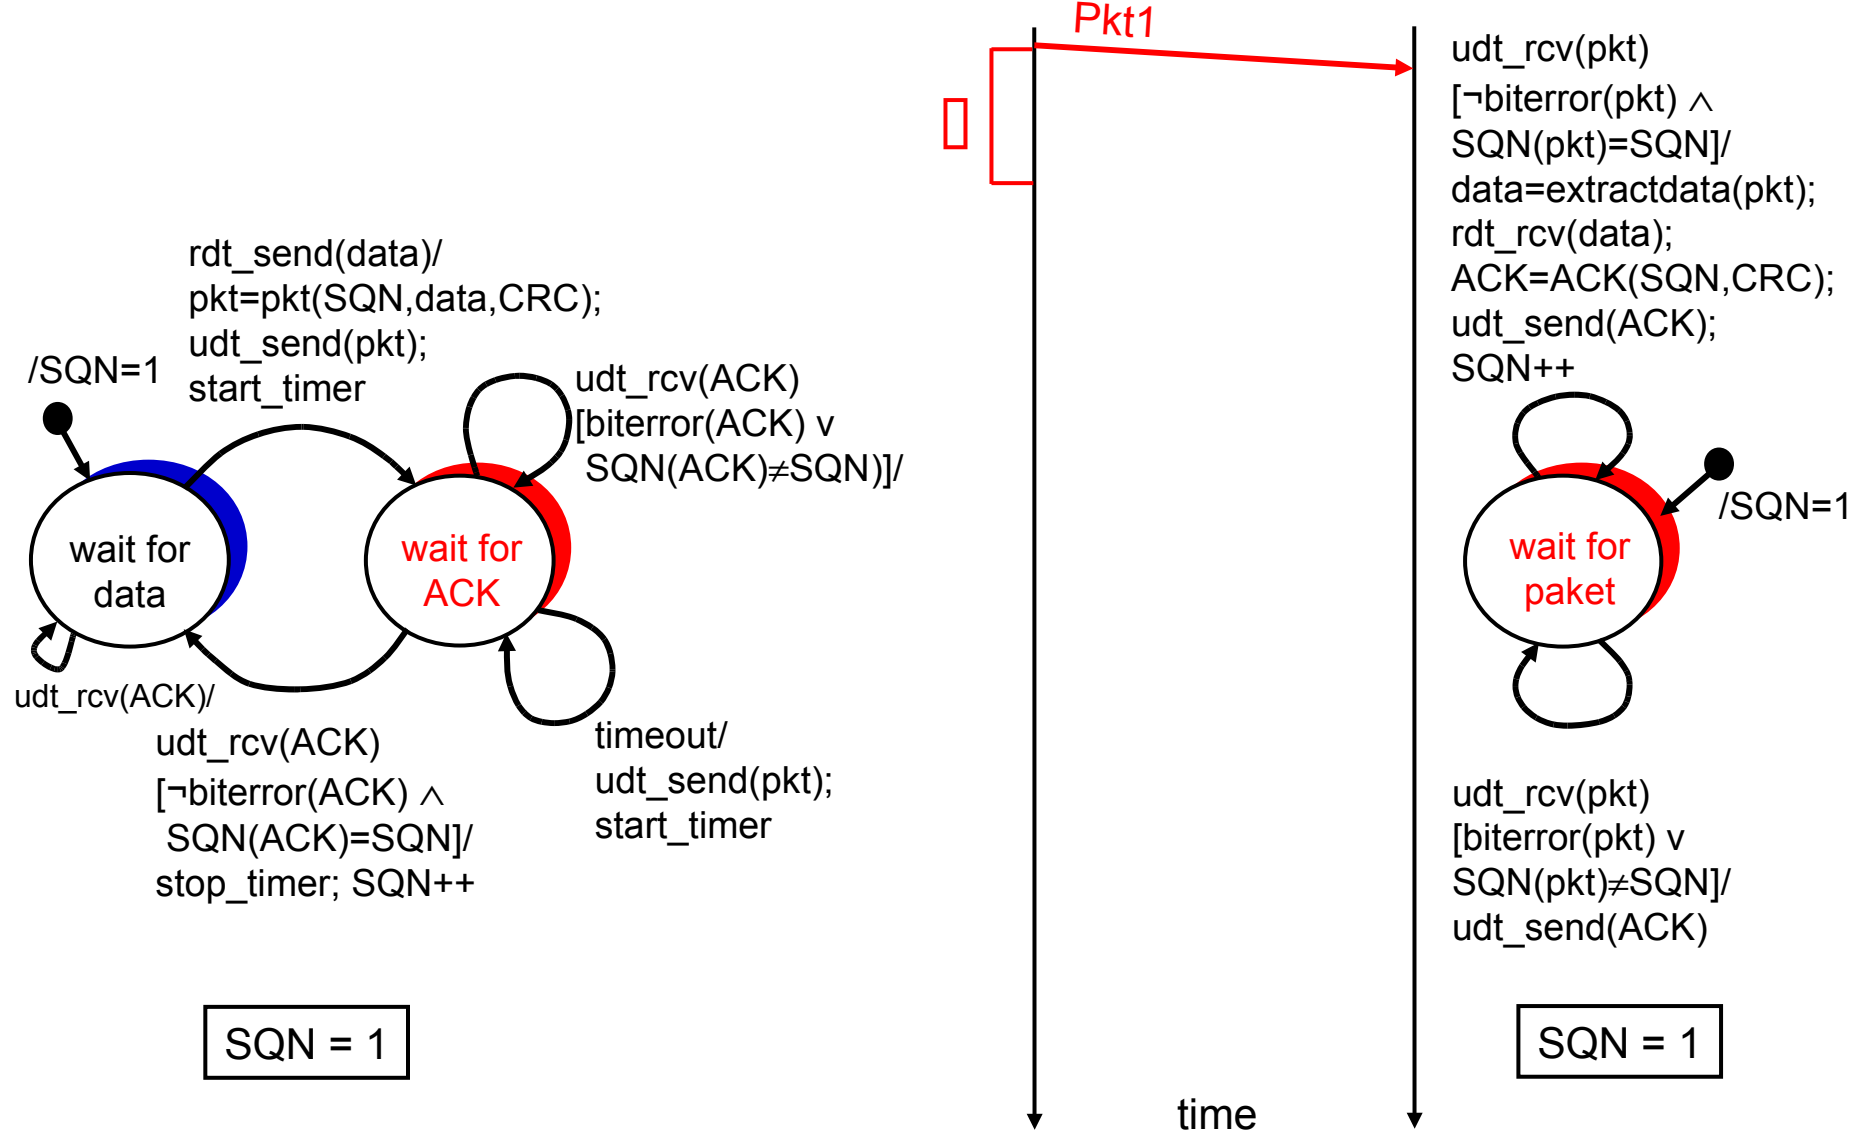 Pkt1
rdt_send(data)/
pkt=pkt(SQN,data,CRC);
udt_send(pkt);
start_timer
/SQN=1
udt_rcv(ACK)
[biterror(ACK) v
SQN(ACK)≠SQN)]/
wait for
data
wait for
ACK
udt_rcv(ACK)/
udt_rcv(ACK)
[¬biterror(ACK) ∧
SQN(ACK)=SQN]/
stop_timer; SQN++
timeout/
udt_send(pkt);
start_timer
SQN = 1
time
udt_rcv(pkt)
[¬biterror(pkt) ∧
SQN(pkt)=SQN]/
data=extractdata(pkt);
rdt_rcv(data);
ACK=ACK(SQN,CRC);
udt_send(ACK);
SQN++
/SQN=1
wait for
paket
udt_rcv(pkt)
[biterror(pkt) v
SQN(pkt)≠SQN]/
udt_send(ACK)
SQN = 1